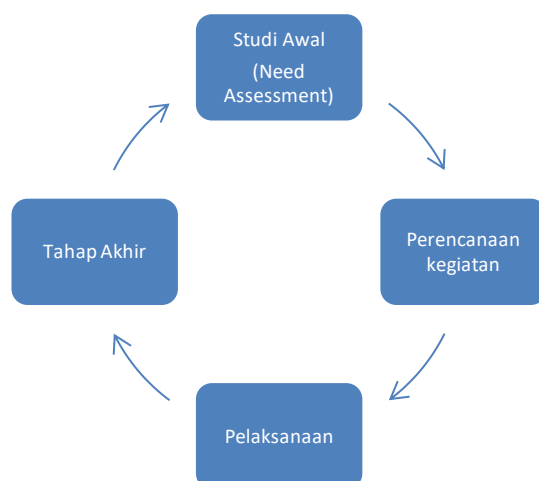 Studi Awal
(Need
Assessment)
Perencanaan
kegiatan
Pelaksanaan
Tahap Akhir